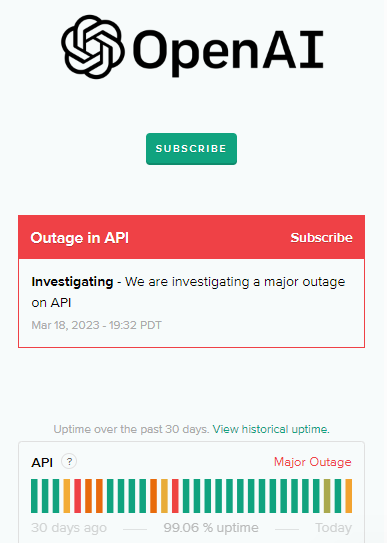 OpenAI
SUBSCRIBE
Outage in API Subscribe
Investigating - We are investigating a major outage
on API
Mar 18, 2023 - 19:32 PDT
Uptime over the past 30 days. View historical uptime.
API ? Major Outage
30 days ago 99.06 % uptime Today